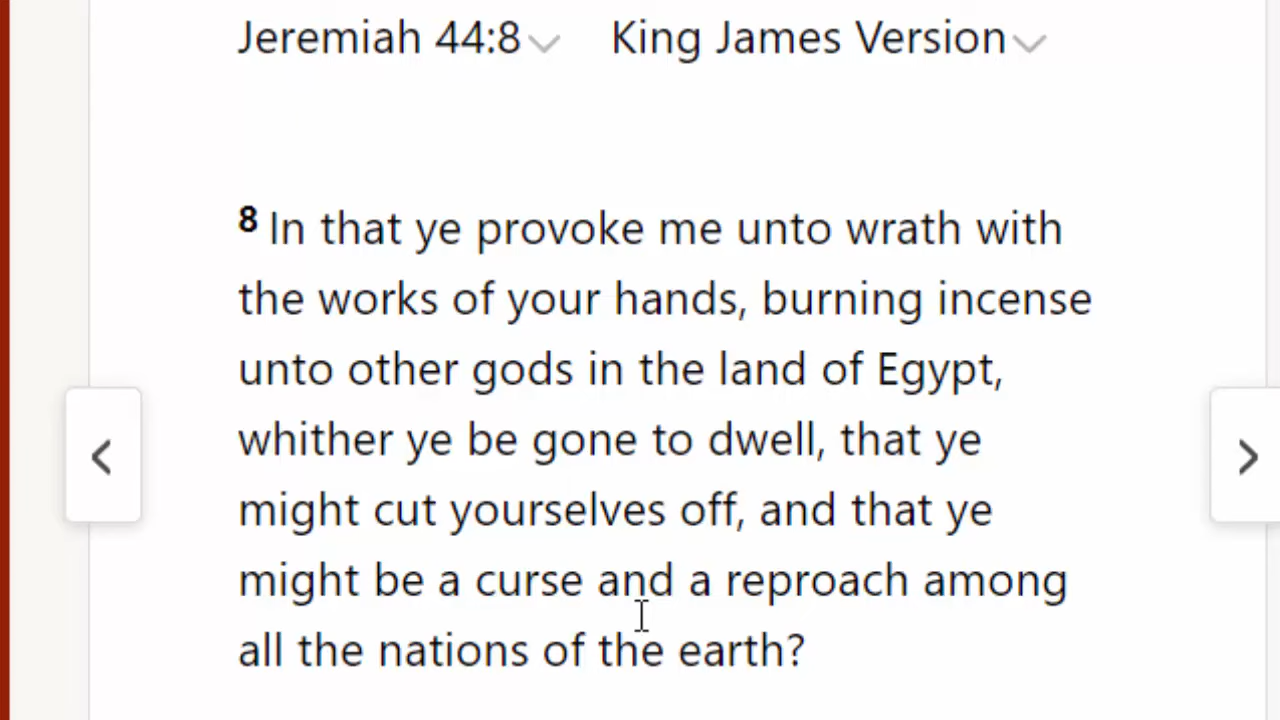 Jeremiah 44:8 King James Version
8 In that ye provoke me unto wrath with
the works of your hands, burning incense
unto other gods in the land of Egypt,
whither ye be gone to dwell, that ye
might cut yourselves off, and that ye
might be a curse and a reproach among
all the nations of the earth?